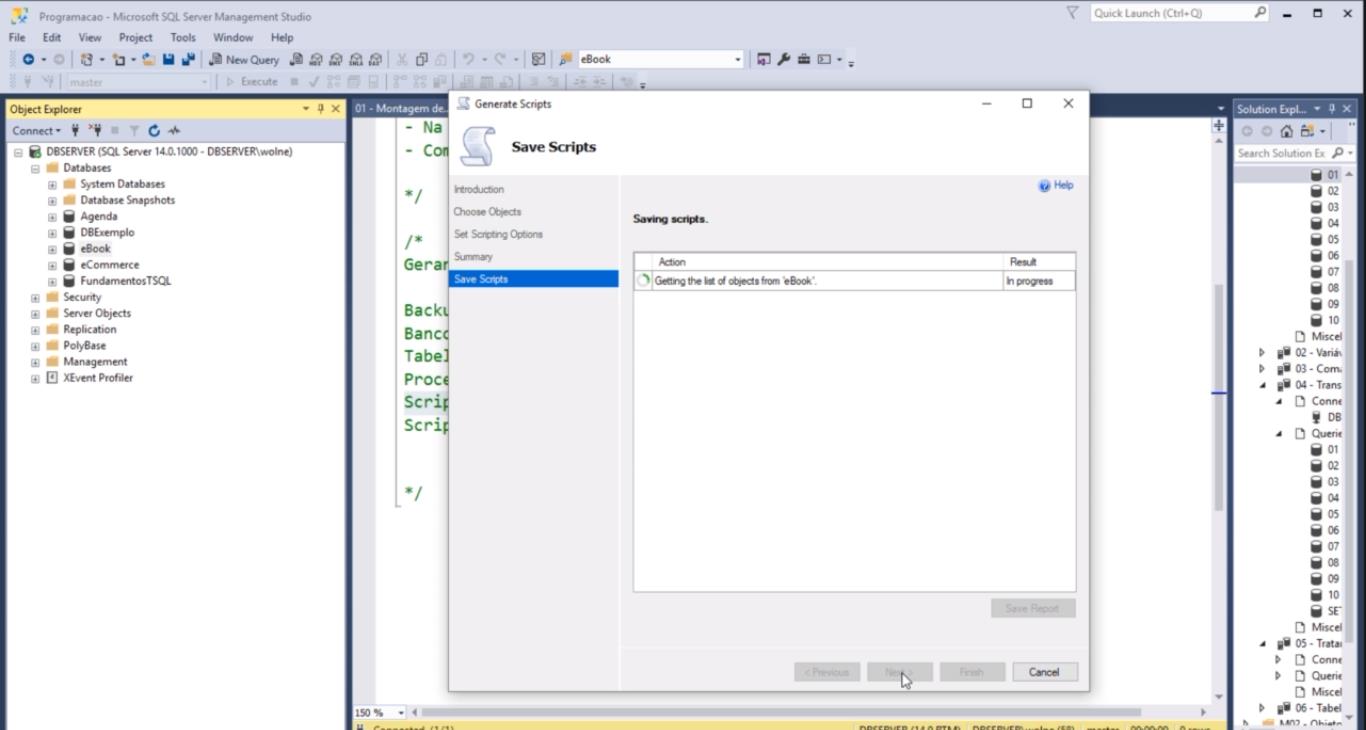 Programacao - Microsoft SQL Server Management Studio
Quick Launch (Ctrl+Q)
File Edit View Project Tools Window Help
New Query
eBook
master
Execute
Object Explorer
Connect
DBSERVER (SQL Server 14.0.1000 - DBSERVER\wolne)
Databases
System Databases
Database Snapshots
Agenda
DBExemplo
eBook
eCommerce
FundamentosTSQL
Security
Server Objects
Replication
PolyBase
Management
XEvent Profiler
01 - Montagem de...
- Na
- Com
*/
/*
Gerar
Backu
Banco
Tabel
Proce
Scrip
Scrip
*/
150 %
Generate Scripts
Save Scripts
Introduction
Choose Objects
Set Scripting Options
Summary
Save Scripts
Help
Saving scripts.
Action Result
Getting the list of objects from 'eBook'. In progress
Save Report
< Previous Next > Finish Cancel
Connected. (1/1) DBSERVER (14.0 RTM) DBSERVER\wolne master 00:00:00 0 rows
Solution Expl...
Search Solution Ex
01
02
03
04
05
06
07
08
09
10
Miscel
02 - Variáv
03 - Coma
04 - Trans
Conne
DB
Querie
01
02
03
04
05
06
07
08
09
10
SE
Miscel
05 - Tratar
Conne
Querie
Miscel
06 - Tabel
M02 - Objeto